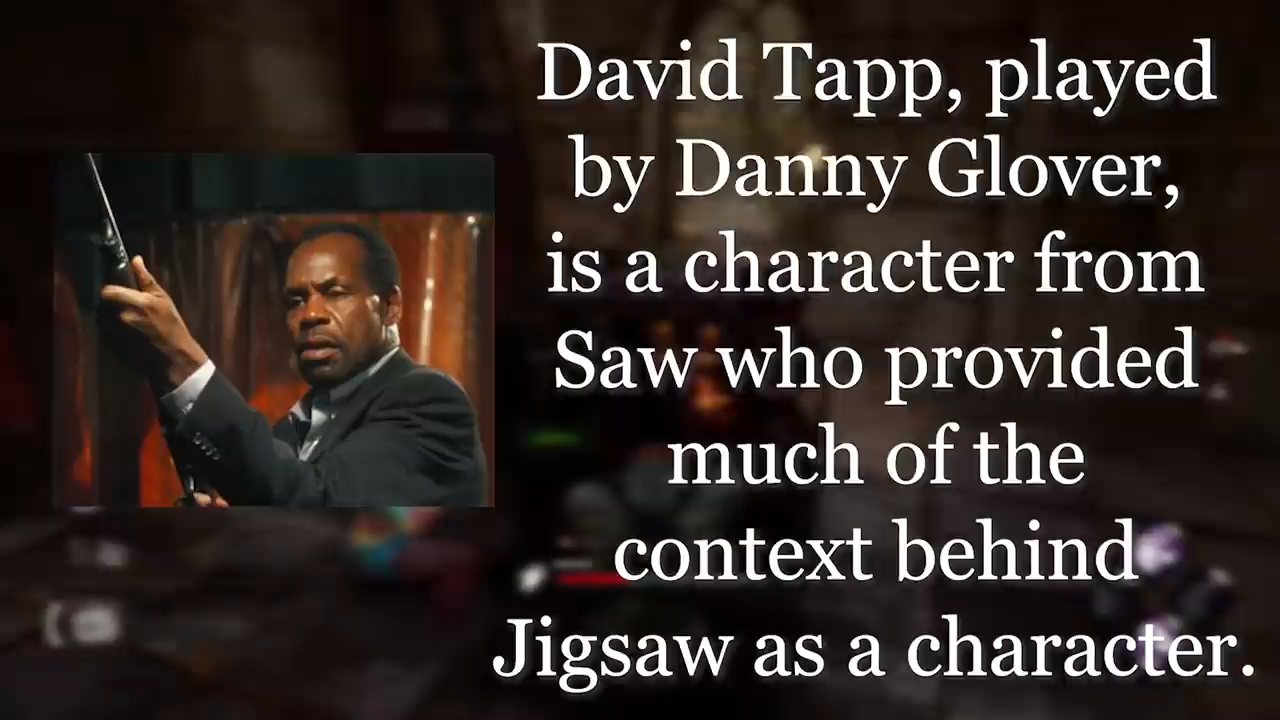 David Tapp, played
by Danny Glover,
is a character from
Saw who provided
much of the
context behind
Jigsaw as a character.